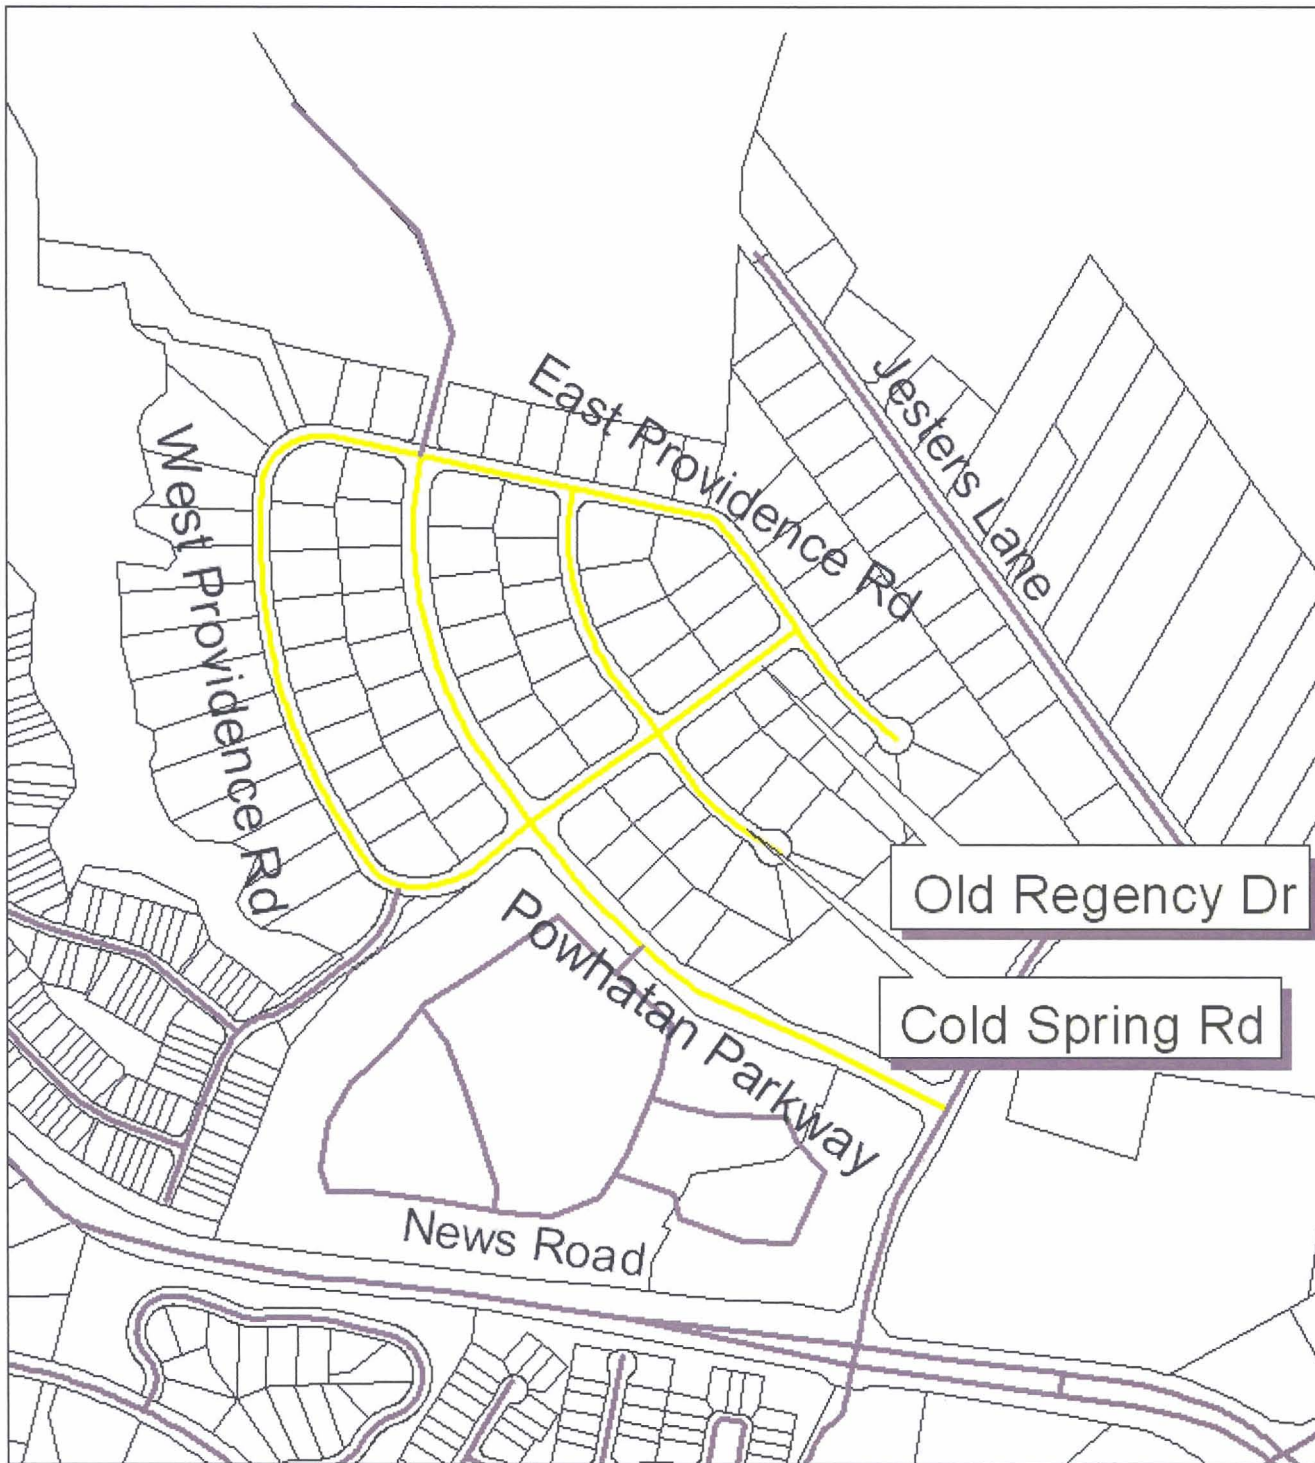 East Providence Rd
Jesters Lane
West Providence Rd
Old Regency Dr
Powhatan Parkway
Cold Spring Rd
News Road